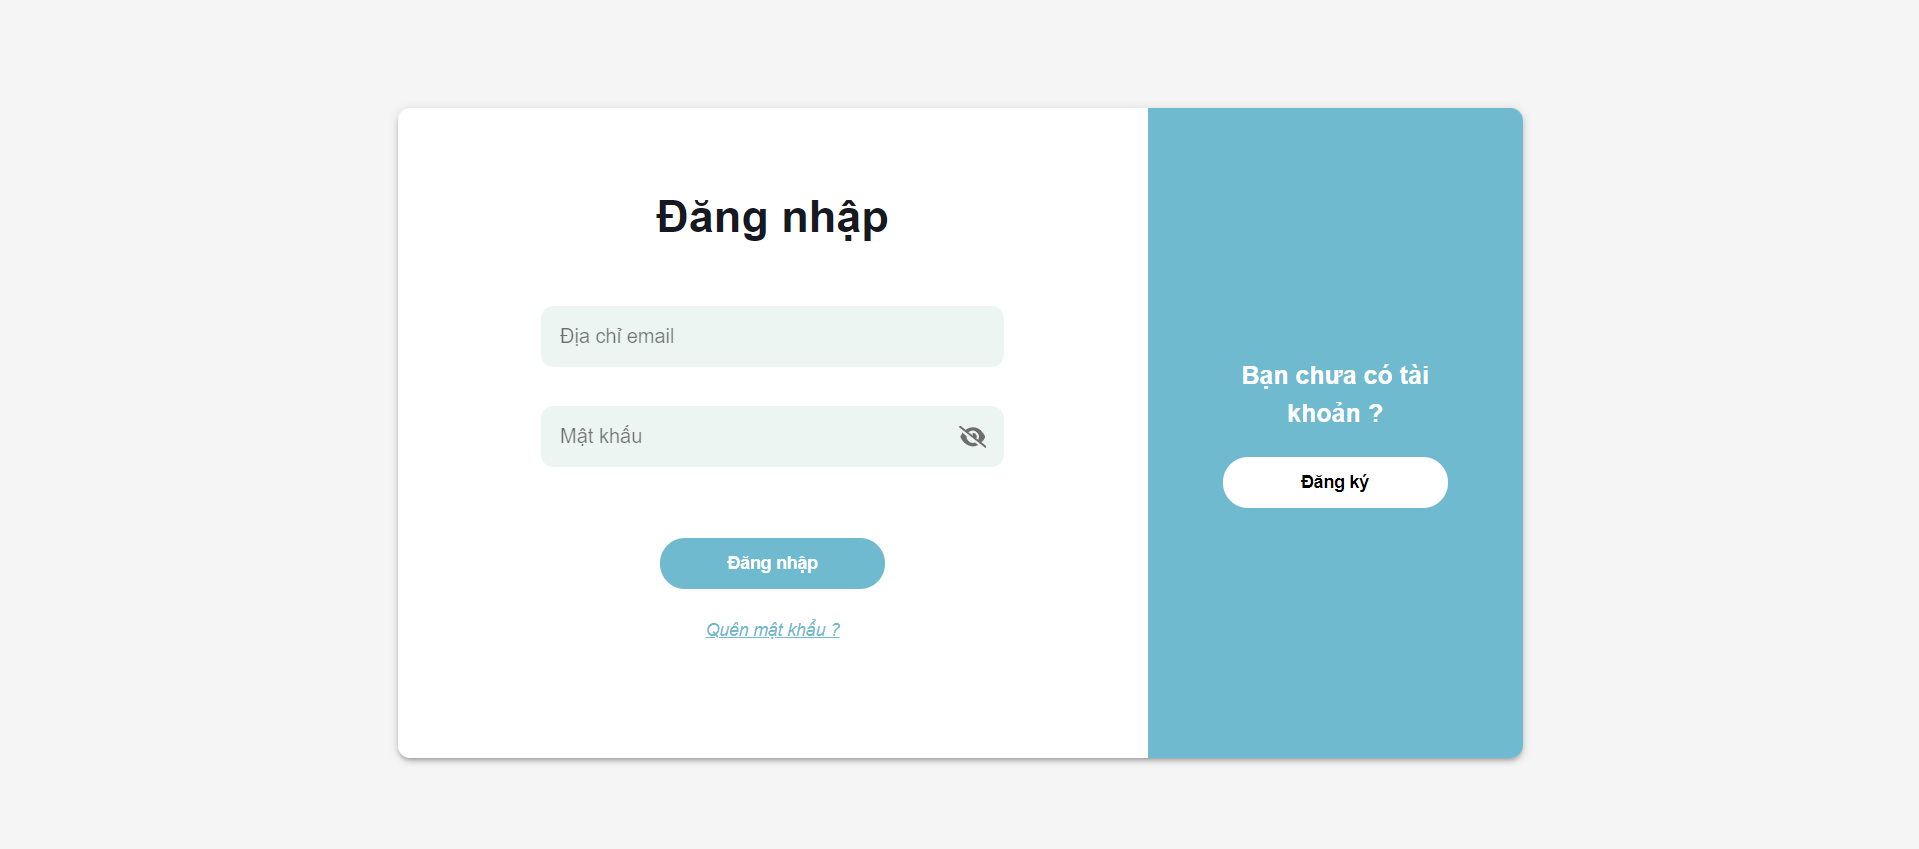 Đăng nhập
Địa chỉ email
Mật khẩu
Đăng nhập
Quên mật khẩu ?
Bạn chưa có tài
khoản ?
Đăng ký